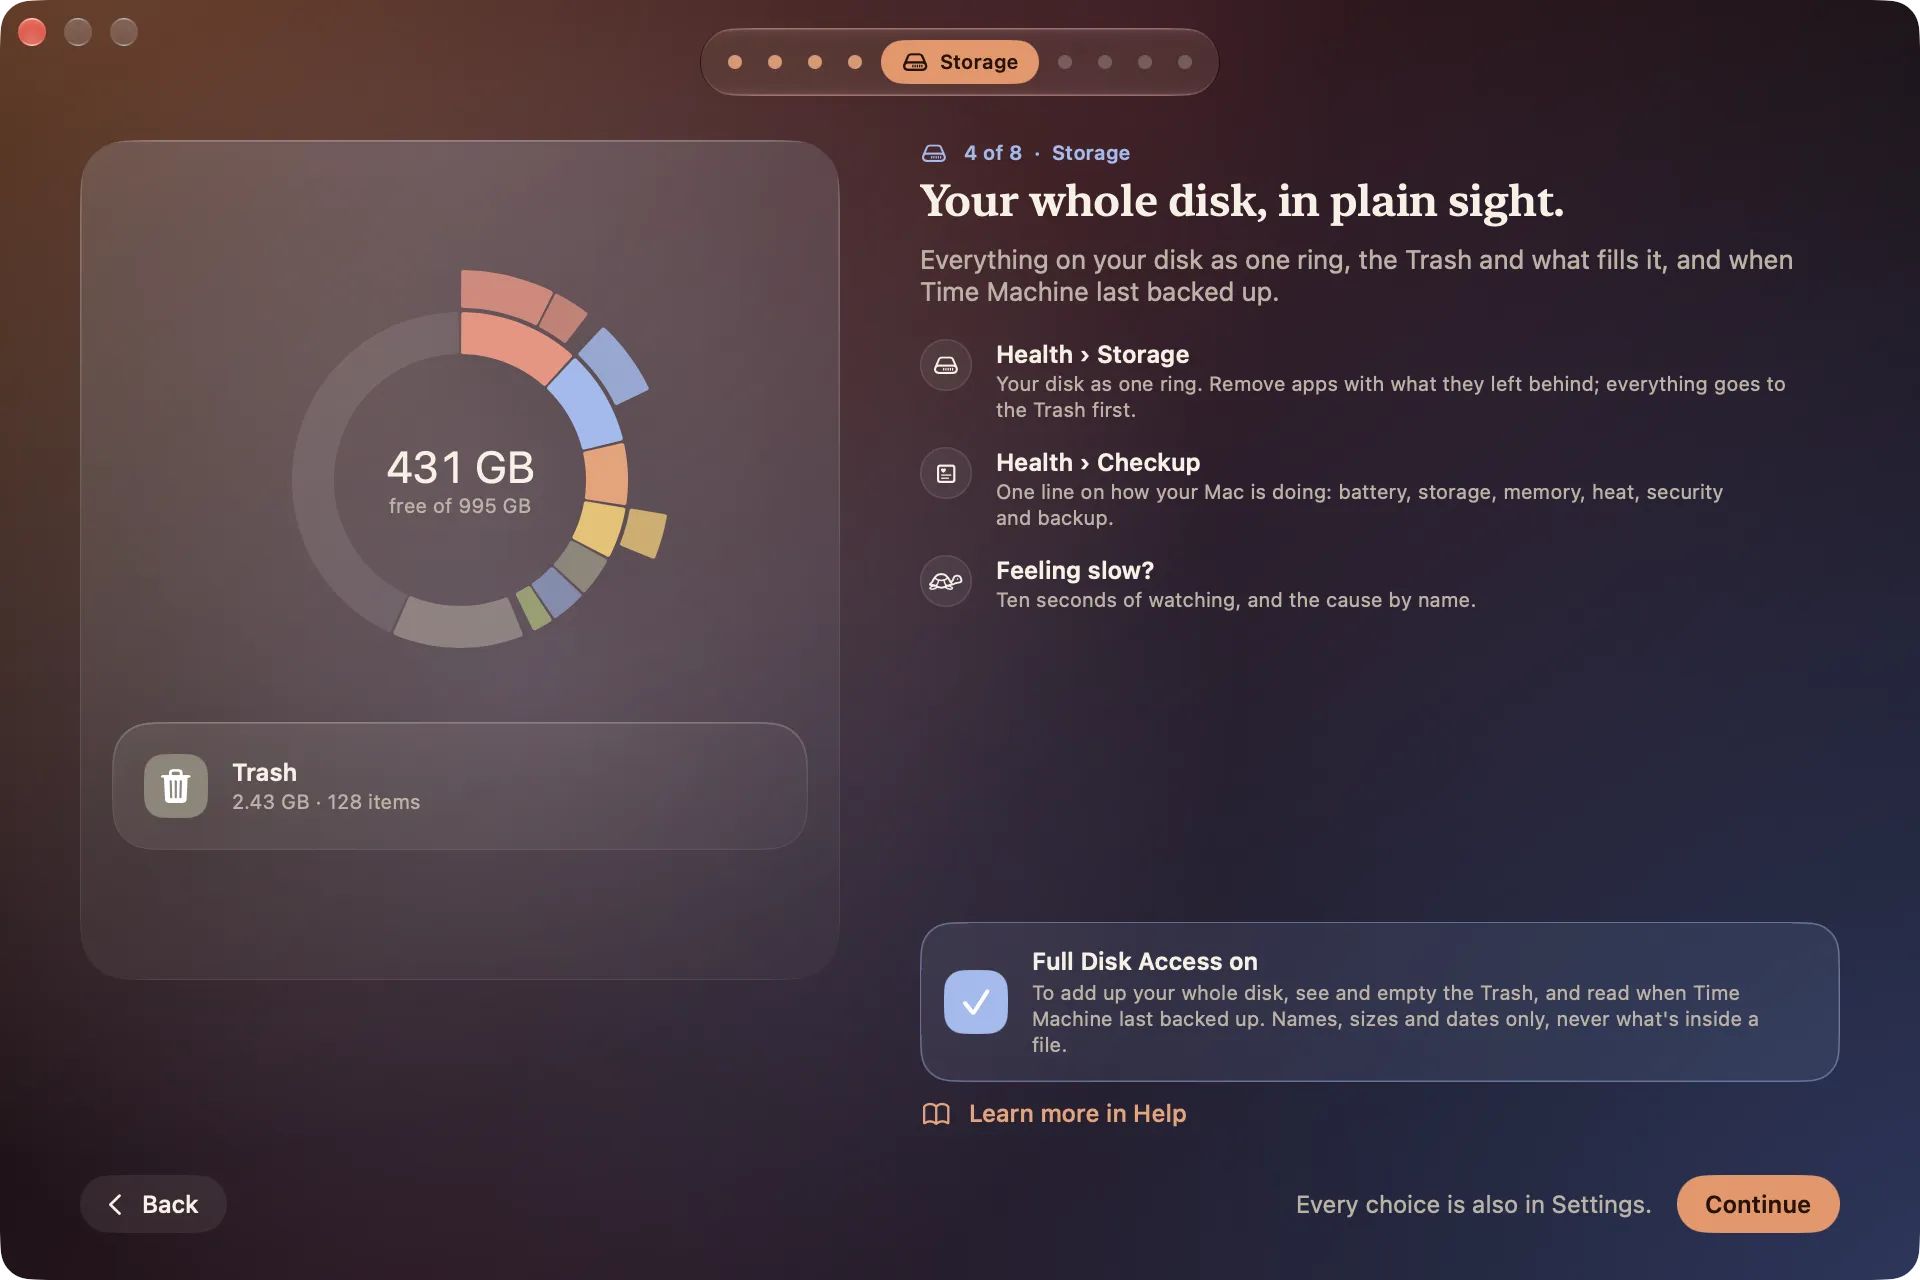 Storage
4 of 8 · Storage
Your whole disk, in plain sight.
Everything on your disk as one ring, the Trash and what fills it, and when
Time Machine last backed up.
Health › Storage
Your disk as one ring. Remove apps with what they left behind; everything goes to
the Trash first.
Health › Checkup
One line on how your Mac is doing: battery, storage, memory, heat, security
and backup.
Feeling slow?
Ten seconds of watching, and the cause by name.
431 GB
free of 995 GB
Trash
2.43 GB · 128 items
Full Disk Access on
To add up your whole disk, see and empty the Trash, and read when Time
Machine last backed up. Names, sizes and dates only, never what's inside a
file.
Learn more in Help
Back
Every choice is also in Settings.
Continue